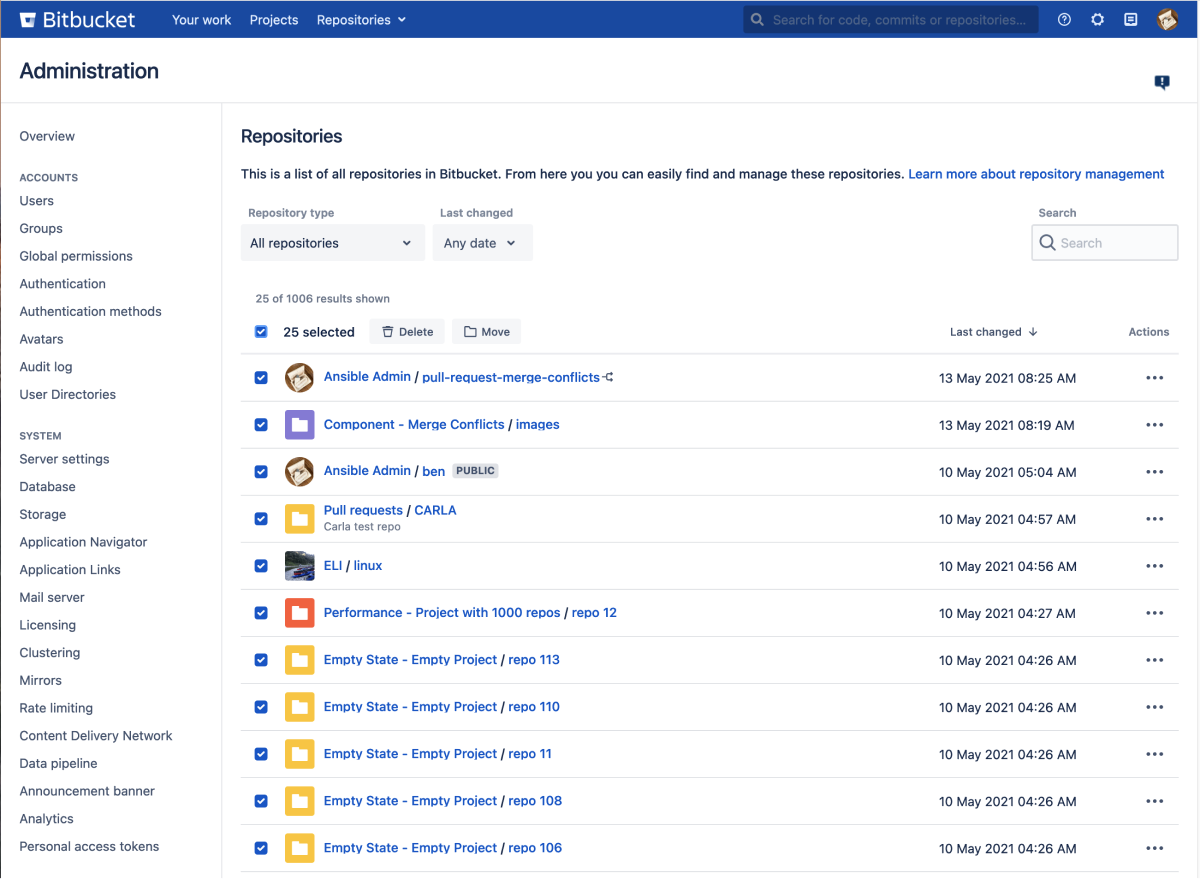 Bitbucket Your work Projects Repositories Search for code, commits or repositories...
Administration
Overview
ACCOUNTS
Users
Groups
Global permissions
Authentication
Authentication methods
Avatars
Audit log
User Directories
SYSTEM
Server settings
Database
Storage
Application Navigator
Application Links
Mail server
Licensing
Clustering
Mirrors
Rate limiting
Content Delivery Network
Data pipeline
Announcement banner
Analytics
Personal access tokens
Repositories
This is a list of all repositories in Bitbucket. From here you you can easily find and manage these repositories. Learn more about repository management
Repository type Last changed Search
All repositories Any date Search
25 of 1006 results shown
25 selected Delete Move Last changed Actions
Ansible Admin / pull-request-merge-conflicts 13 May 2021 08:25 AM
Component - Merge Conflicts / images 13 May 2021 08:19 AM
Ansible Admin / ben PUBLIC 10 May 2021 05:04 AM
Pull requests / CARLA 10 May 2021 04:57 AM
Carla test repo
ELI / linux 10 May 2021 04:56 AM
Performance - Project with 1000 repos / repo 12 10 May 2021 04:27 AM
Empty State - Empty Project / repo 113 10 May 2021 04:26 AM
Empty State - Empty Project / repo 110 10 May 2021 04:26 AM
Empty State - Empty Project / repo 11 10 May 2021 04:26 AM
Empty State - Empty Project / repo 108 10 May 2021 04:26 AM
Empty State - Empty Project / repo 106 10 May 2021 04:26 AM